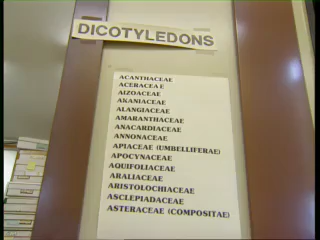 DICOTYLEDONS
ACANTHACEAE
ACERACEAE
AIZOACEAE
AKANIACEAE
ALANGIACEAE
AMARANTHACEAE
ANACARDIACEAE
ANNONACEAE
APIACEAE (UMBELLIFERAE)
APOCYNACEAE
AQUIFOLIACEAE
ARALIACEAE
ARISTOLOCHIACEAE
ASCLEPIADACEAE
ASTERACEAE (COMPOSITAE)